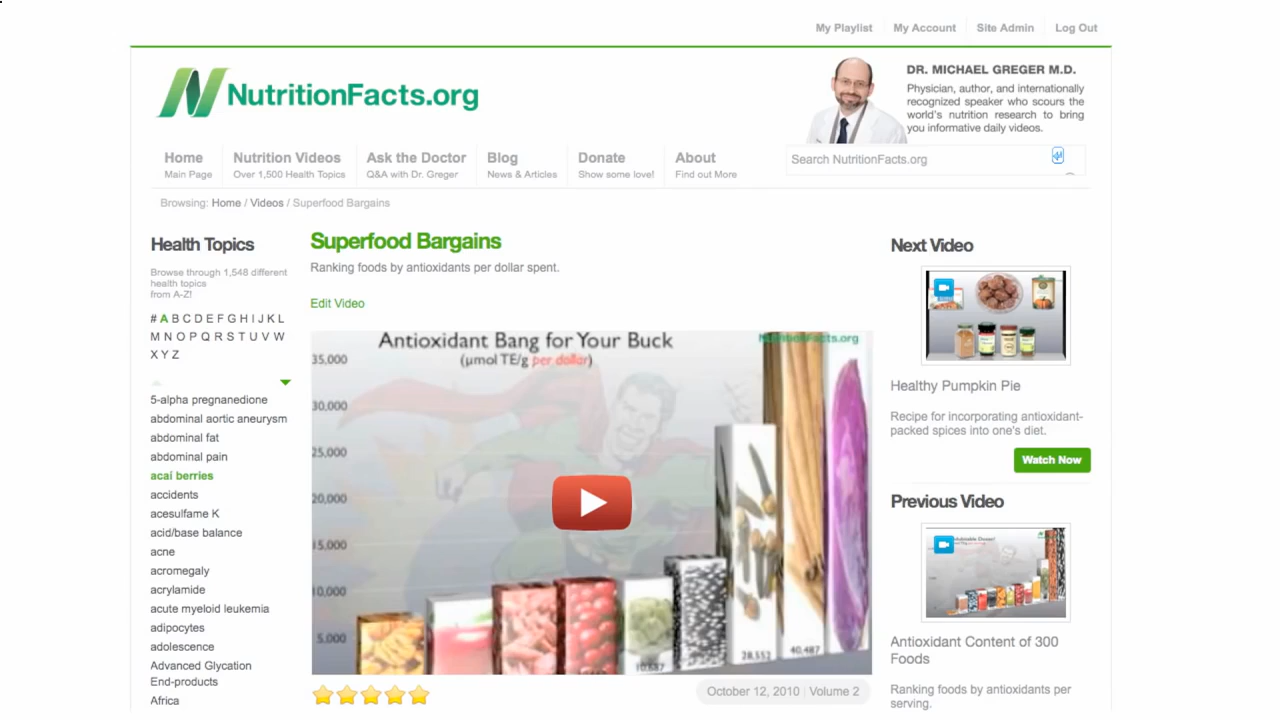 My Playlist
My Account
Site Admin
Log Out
NutritionFacts.org
DR. MICHAEL GREGER M.D.
Physician, author, and internationally
recognized speaker who scours the
world's nutrition research to bring
you informative daily videos.
Home
Main Page
Nutrition Videos
Over 1,500 Health Topics
Ask the Doctor
Q&A with Dr. Greger
Blog
News & Articles
Donate
Show some love!
About
Find out More
Search NutritionFacts.org
Browsing: Home / Videos / Superfood Bargains
Health Topics
Browse through 1,548 different
health topics
from A-Z!
# A B C D E F G H I J K L
M N O P Q R S T U V W
X Y Z
5-alpha pregnanedione
abdominal aortic aneurysm
abdominal fat
abdominal pain
acai berries
accidents
acesulfame K
acid/base balance
acne
acromegaly
acrylamide
acute myeloid leukemia
adipocytes
adolescence
Advanced Glycation
End-products
Africa
Superfood Bargains
Ranking foods by antioxidants per dollar spent.
Edit Video
Antioxidant Bang for Your Buck
(µmol TE/g per dollar)
NutritionFacts.org
35,000
30,000
25,000
20,000
15,000
10,000
5,000
28,552
40,487
October 12, 2010 | Volume 2
Next Video
Healthy Pumpkin Pie
Recipe for incorporating antioxidant-
packed spices into one's diet.
Watch Now
Previous Video
Antioxidant Content of 300
Foods
Ranking foods by antioxidants per
serving.